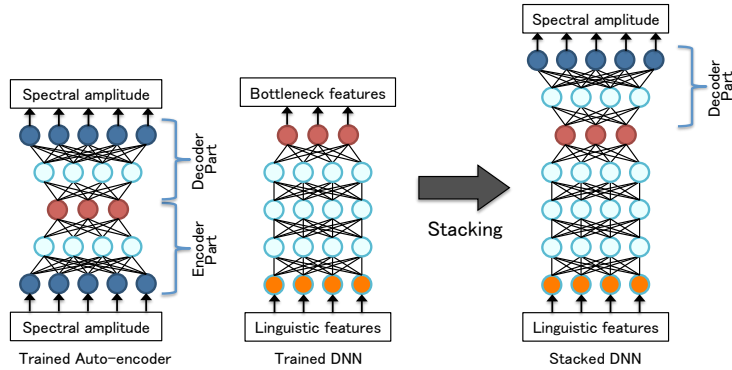 Spectral amplitude
Decoder
Part
Encoder
Part
Spectral amplitude
Trained Auto-encoder
Bottleneck features
Linguistic features
Trained DNN
Stacking
Spectral amplitude
Decoder
Part
Linguistic features
Stacked DNN